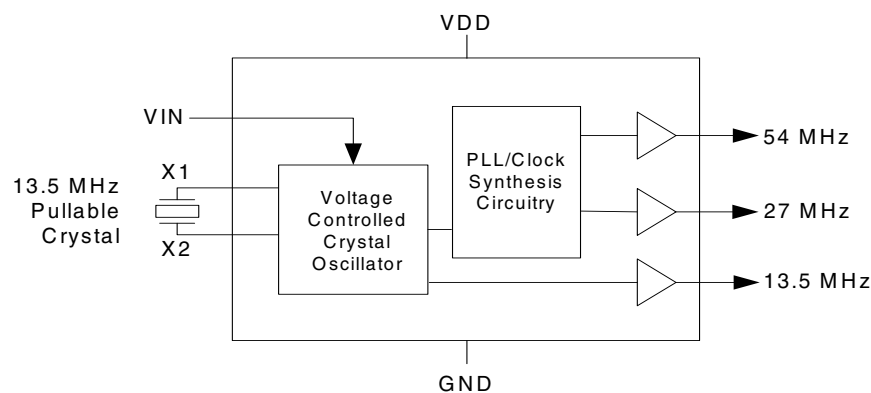 VDD
VIN
X1
13.5 MHz
Pullable
Crystal
X2
Voltage
Controlled
Crystal
Oscillator
PLL/Clock
Synthesis
Circuitry
54 MHz
27 MHz
13.5 MHz
GND